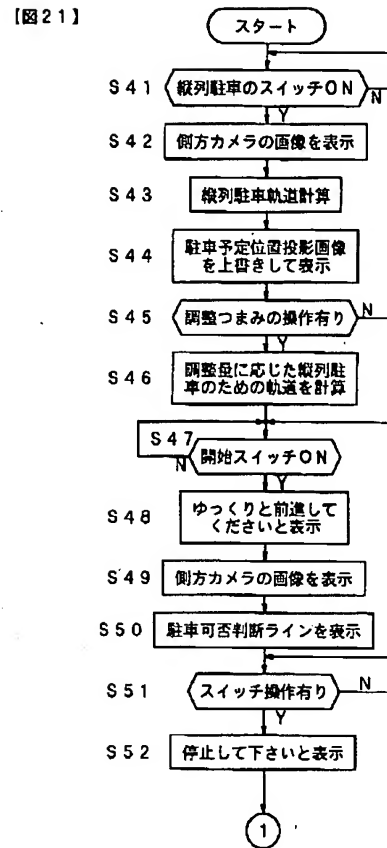 【図21】
スタート
S41 縦列駐車のスイッチON N
Y
S42 側方カメラの画像を表示
S43 縦列駐車軌道計算
S44 駐車予定位置投影画像
を上書きして表示
S45 調整つまみの操作有り N
Y
S46 調整量に応じた縦列駐
車のための軌道を計算
S47
開始スイッチON
N
Y
S48 ゆっくりと前進して
くださいと表示
S49 側方カメラの画像を表示
S50 駐車可否判断ラインを表示
S51 スイッチ操作有り N
Y
S52 停止して下さいと表示
1